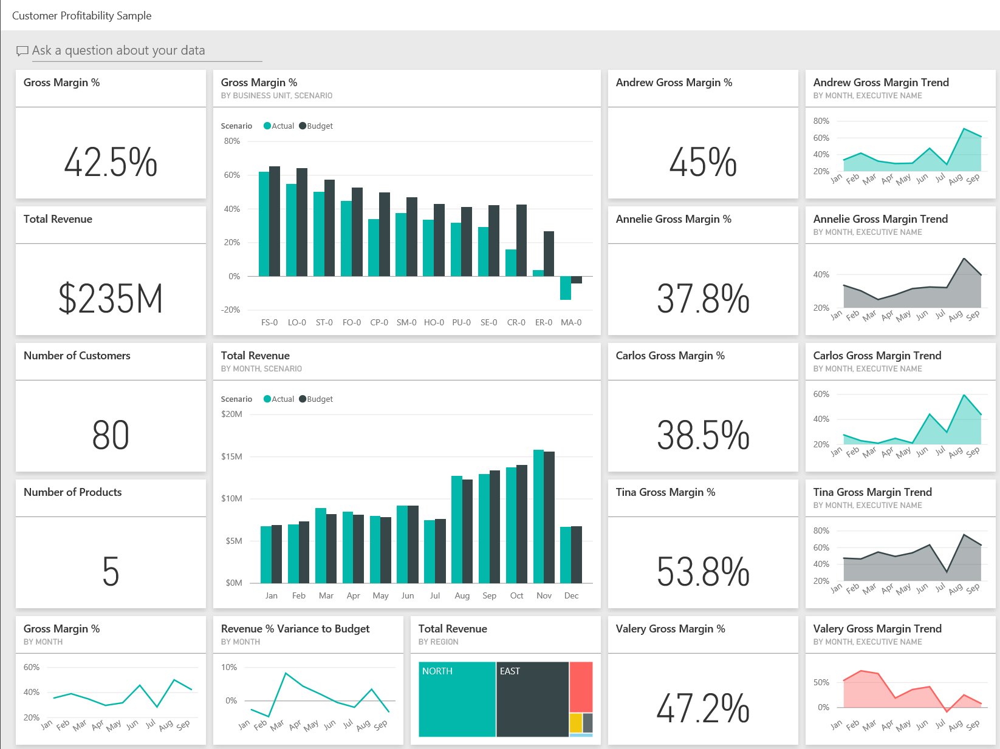 Customer Profitability Sample
Ask a question about your data
Gross Margin %
42.5%
Total Revenue
$235M
Number of Customers
80
Number of Products
5
Gross Margin %
BY BUSINESS UNIT, SCENARIO
Scenario Actual Budget
80%
60%
40%
20%
0%
-20%
FS-0 LO-0 ST-0 FO-0 CP-0 SM-0 HO-0 PU-0 SE-0 CR-0 ER-0 MA-0
Total Revenue
BY MONTH, SCENARIO
Scenario Actual Budget
$20M
$15M
$10M
$5M
$0M
Jan Feb Mar Apr May Jun Jul Aug Sep Oct Nov Dec
Andrew Gross Margin %
45%
Andrew Gross Margin Trend
BY MONTH, EXECUTIVE NAME
80%
60%
40%
20%
Jan Feb Mar Apr May Jun Jul Aug Sep
Annelie Gross Margin %
37.8%
Annelie Gross Margin Trend
BY MONTH, EXECUTIVE NAME
40%
20%
Jan Feb Mar Apr May Jun Jul Aug Sep
Carlos Gross Margin %
38.5%
Carlos Gross Margin Trend
BY MONTH, EXECUTIVE NAME
60%
40%
20%
Jan Feb Mar Apr May Jun Jul Aug Sep
Tina Gross Margin %
53.8%
Tina Gross Margin Trend
BY MONTH, EXECUTIVE NAME
80%
60%
40%
20%
Jan Feb Mar Apr May Jun Jul Aug Sep
Gross Margin %
BY MONTH
60%
40%
20%
Jan Feb Mar Apr May Jun Jul Aug Sep
Revenue % Variance to Budget
BY MONTH
10%
0%
Jan Feb Mar Apr May Jun Jul Aug Sep
Total Revenue
BY REGION
NORTH
EAST
Valery Gross Margin %
47.2%
Valery Gross Margin Trend
BY MONTH, EXECUTIVE NAME
50%
0%
Jan Feb Mar Apr May Jun Jul Aug Sep